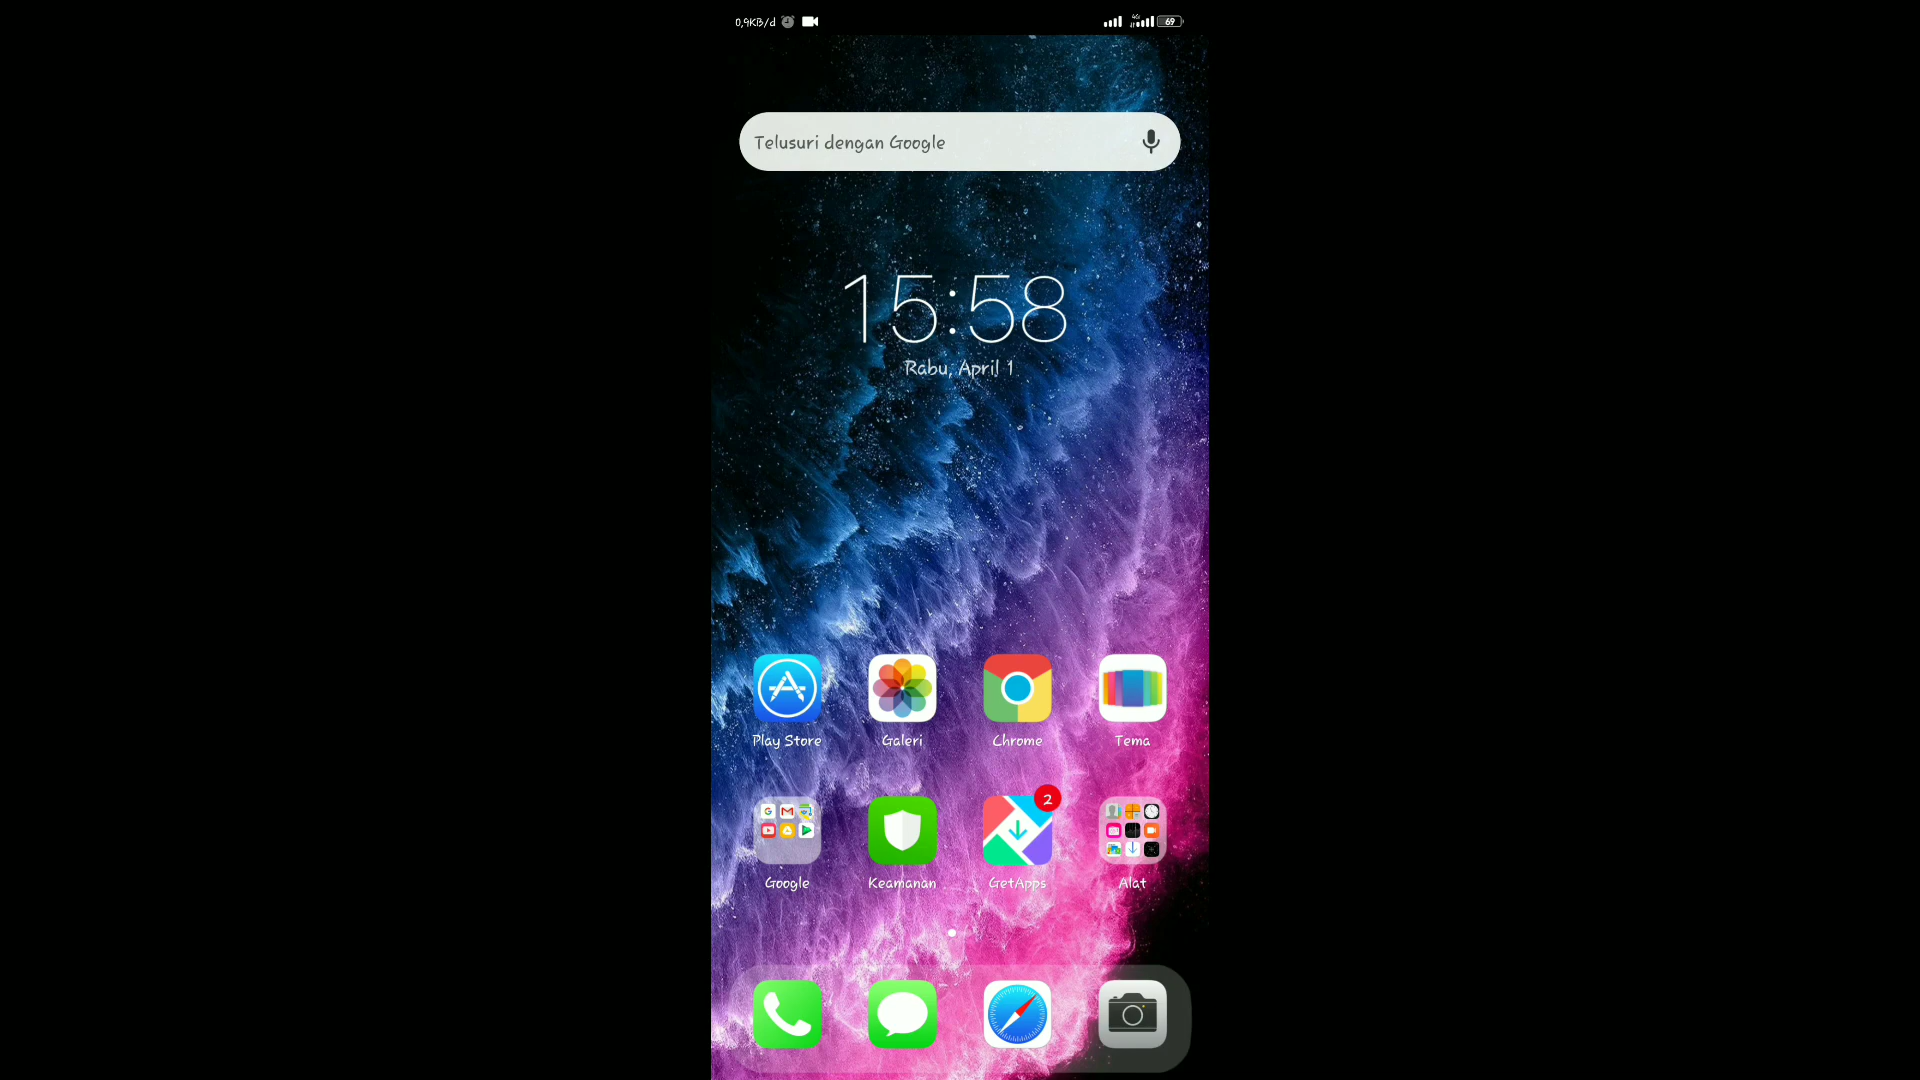 0,9KB/d
4G
69
Telusuri dengan Google
15:58
Rabu, April 1
Play Store
Galeri
Chrome
Tema
2
Google
Keamanan
GetApps
Alat